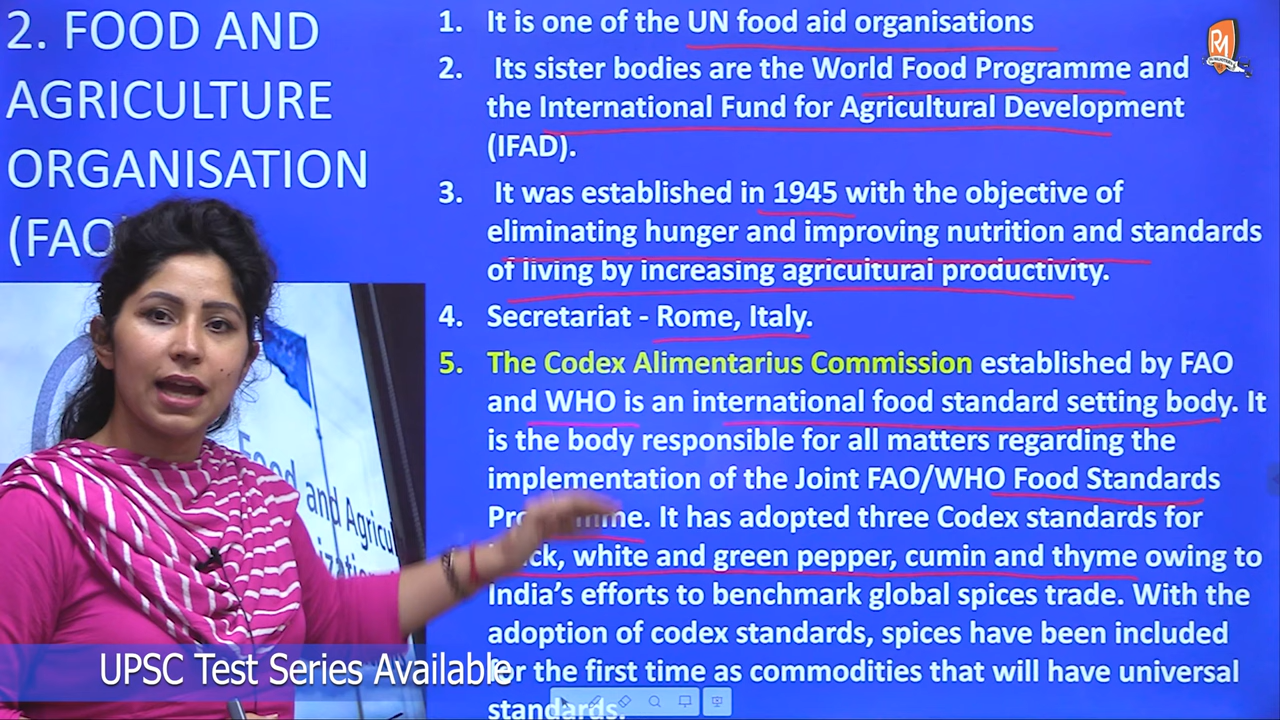 2. FOOD AND
AGRICULTURE
ORGANISATION
(FAO
1. It is one of the UN food aid organisations
2. Its sister bodies are the World Food Programme and
the International Fund for Agricultural Development
(IFAD).
3. It was established in 1945 with the objective of
eliminating hunger and improving nutrition and standards
of living by increasing agricultural productivity.
4. Secretariat - Rome, Italy.
5. The Codex Alimentarius Commission established by FAO
and WHO is an international food standard setting body. It
is the body responsible for all matters regarding the
implementation of the Joint FAO/WHO Food Standards
It has adopted three Codex standards for
white and green pepper, cumin and thyme owing to
India's efforts to benchmark global spices trade. With the
adoption of codex standards, spices have been included
for the first time as commodities that will have universal
standards.
Food and Agricul
UPSC Test Series Available